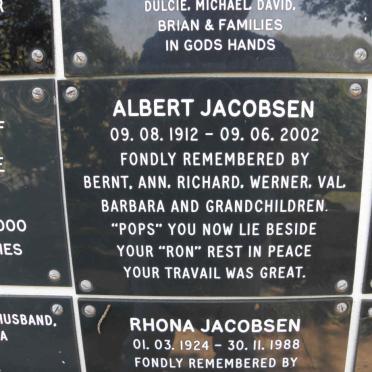 DULCIE, MICHAEL, DAVID,
BRIAN & FAMILIES
IN GODS HANDS
ALBERT JACOBSEN
09. 08. 1912 – 09. 06. 2002
FONDLY REMEMBERED BY
BERNT, ANN, RICHARD, WERNER, VAL,
BARBARA AND GRANDCHILDREN.
"POPS" YOU NOW LIE BESIDE
YOUR "RON" REST IN PEACE
YOUR TRAVAIL WAS GREAT.
HUSBAND,
RHONA JACOBSEN
01. 03. 1924 – 30. 11. 1988
FONDLY REMEMBERED BY